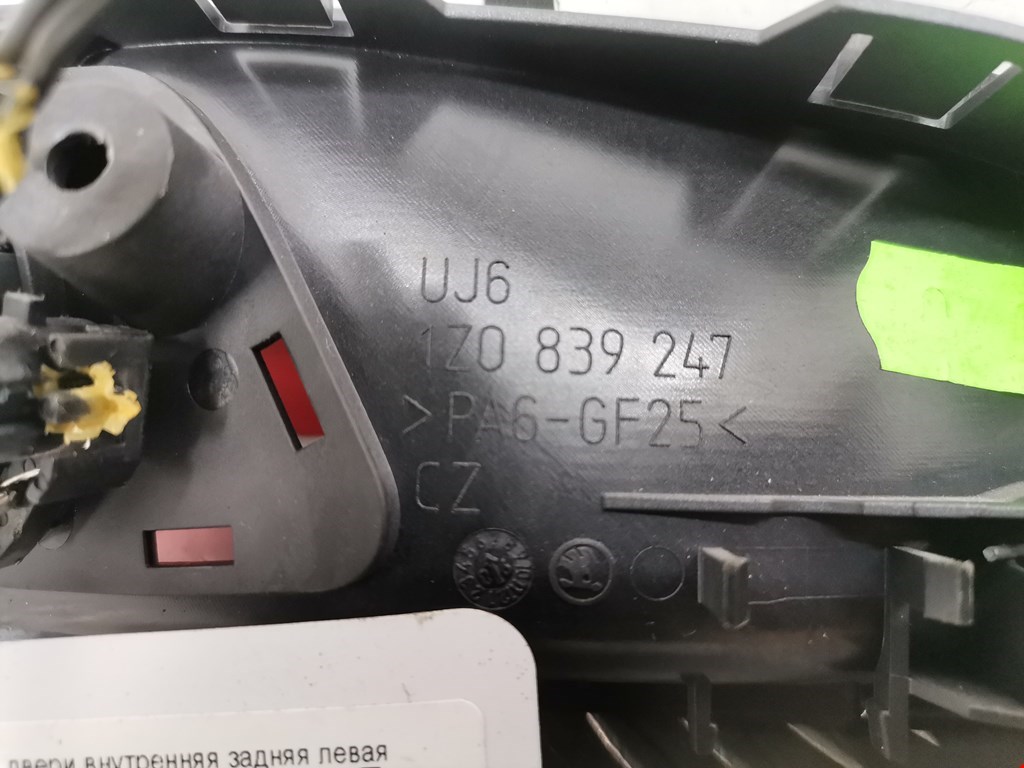 UJ6
1Z0 839 247
>PA6-GF25<
CZ
двери внутренняя задняя левая